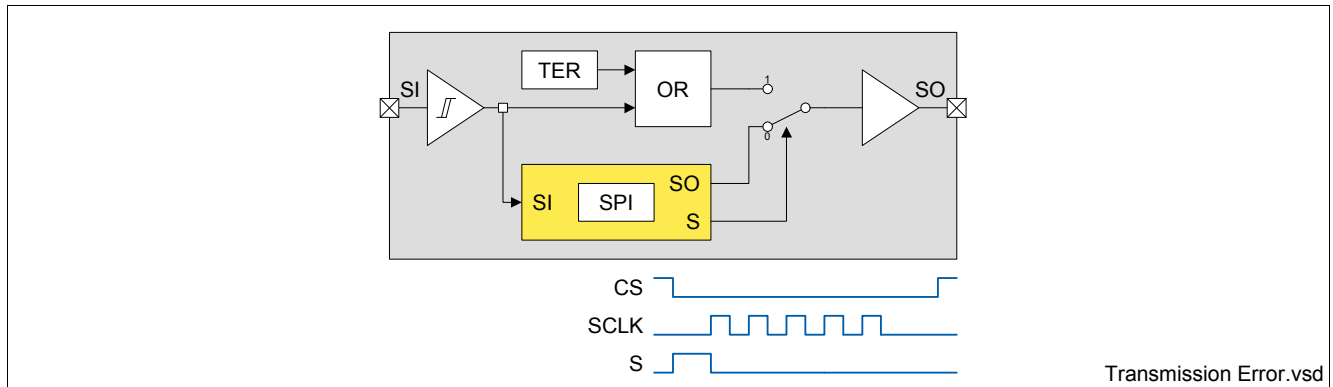 TER
OR
1
SI
SO
0
SI
SPI
SO
S
CS
SCLK
S
Transmission Error.vsd